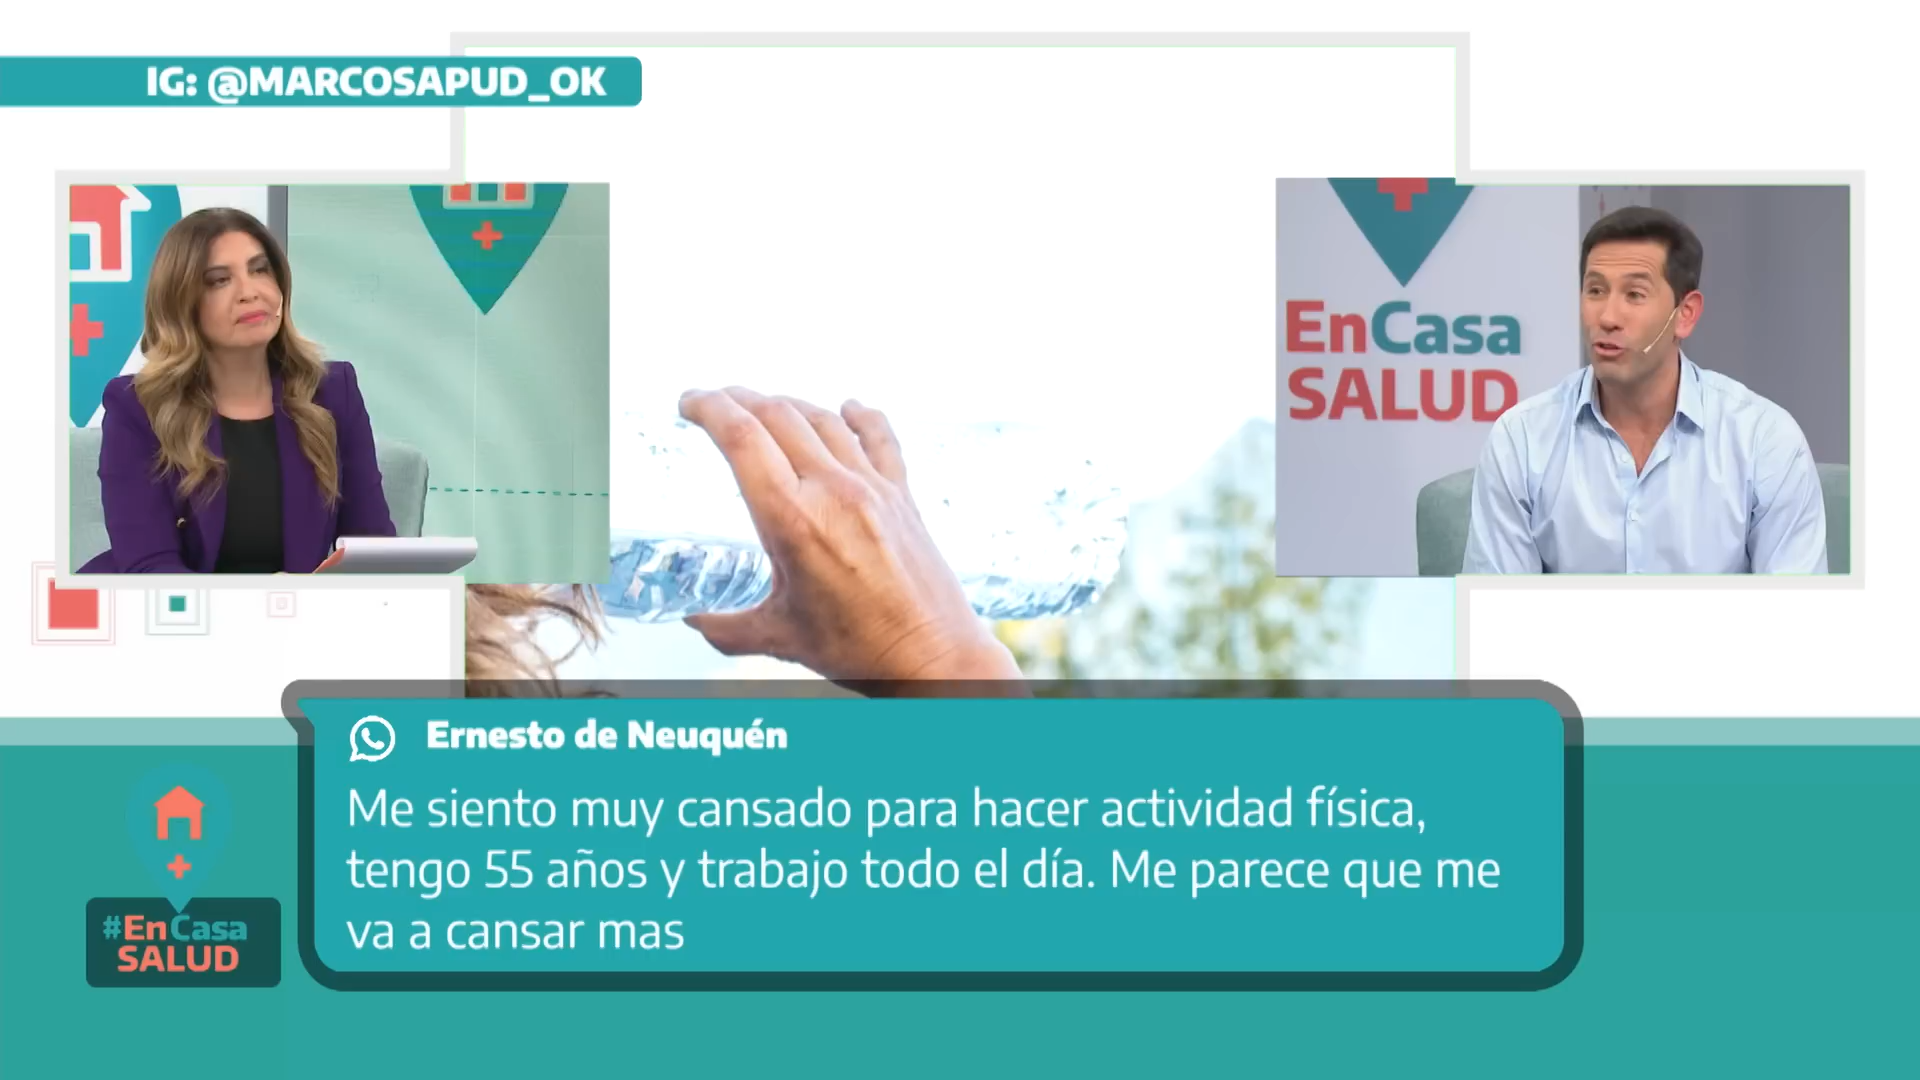 IG: @MARCOSAPUD_OK
EnCasa
SALUD
Ernesto de Neuquén
Me siento muy cansado para hacer actividad física,
tengo 55 años y trabajo todo el día. Me parece que me
va a cansar mas
#EnCasa
SALUD